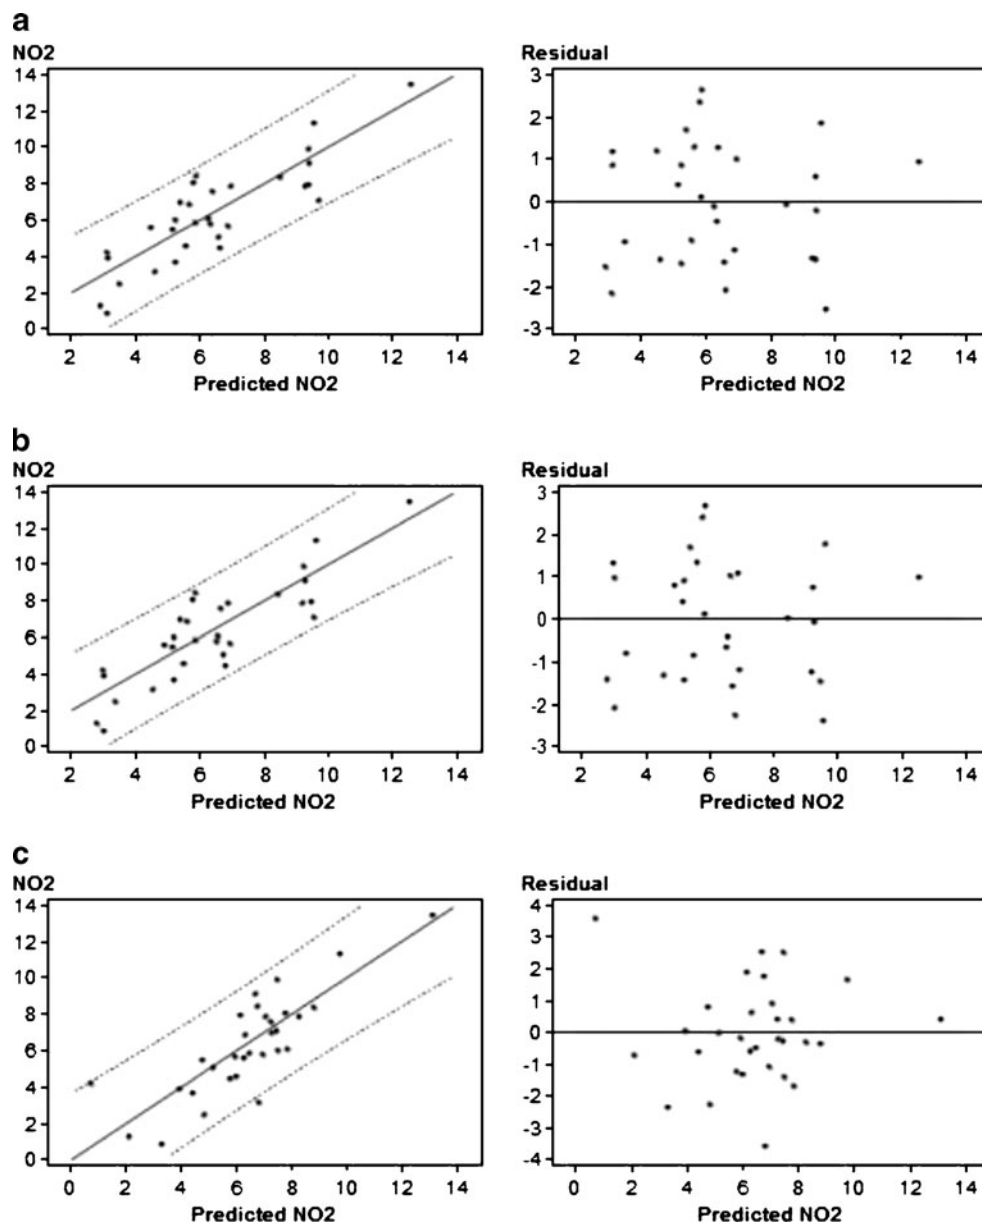 a
NO2 Residual
14 3
12 2
10 1
8 0
6 -1
4 -2
2 -3
0
2 4 6 8 10 12 14 2 4 6 8 10 12 14
Predicted NO2 Predicted NO2
b
NO2 Residual
14 3
12 2
10 1
8 0
6 -1
4 -2
2 -3
0
2 4 6 8 10 12 14 2 4 6 8 10 12 14
Predicted NO2 Predicted NO2
c
NO2 Residual
14 4
12 3
10 2
8 1
6 0
4 -1
2 -2
0 -3
-4
0 2 4 6 8 10 12 14 0 2 4 6 8 10 12 14
Predicted NO2 Predicted NO2